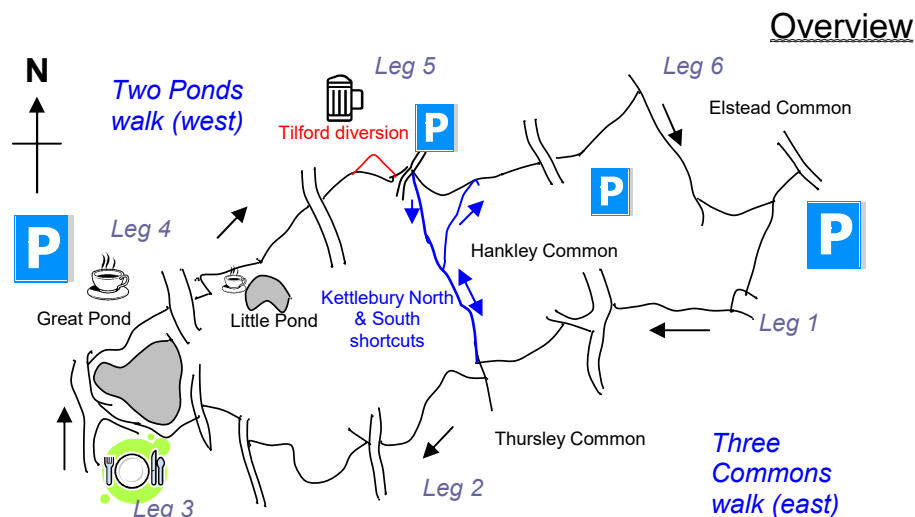 Overview
N
Two Ponds
walk (west)
Leg 5
Leg 6
Elstead Common
Tilford diversion
P
P
P
P
Leg 4
Hankley Common
Great Pond
Little Pond
Kettlebury North
& South
shortcuts
Leg 1
Thursley Common
Three
Commons
walk (east)
Leg 2
Leg 3